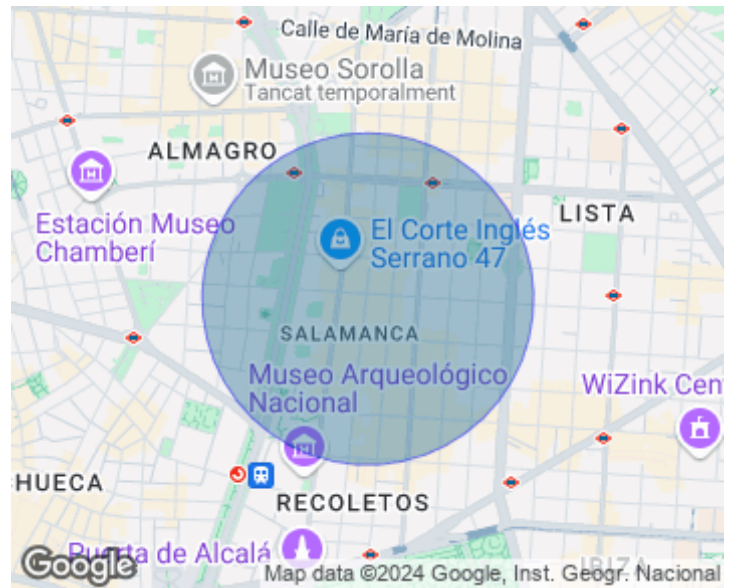 Calle de María de Molina
Museo Sorolla
Tancat temporalment
ALMAGRO
Estación Museo
Chamberí
LISTA
El Corte Inglés
Serrano 47
SALAMANCA
Museo Arqueológico
Nacional
WiZink Cen
HUECA
RECOLETOS
Puerta de Alcalá
IBIZA
Google
Map data ©2024 Google, Inst. Geogr. Nacional